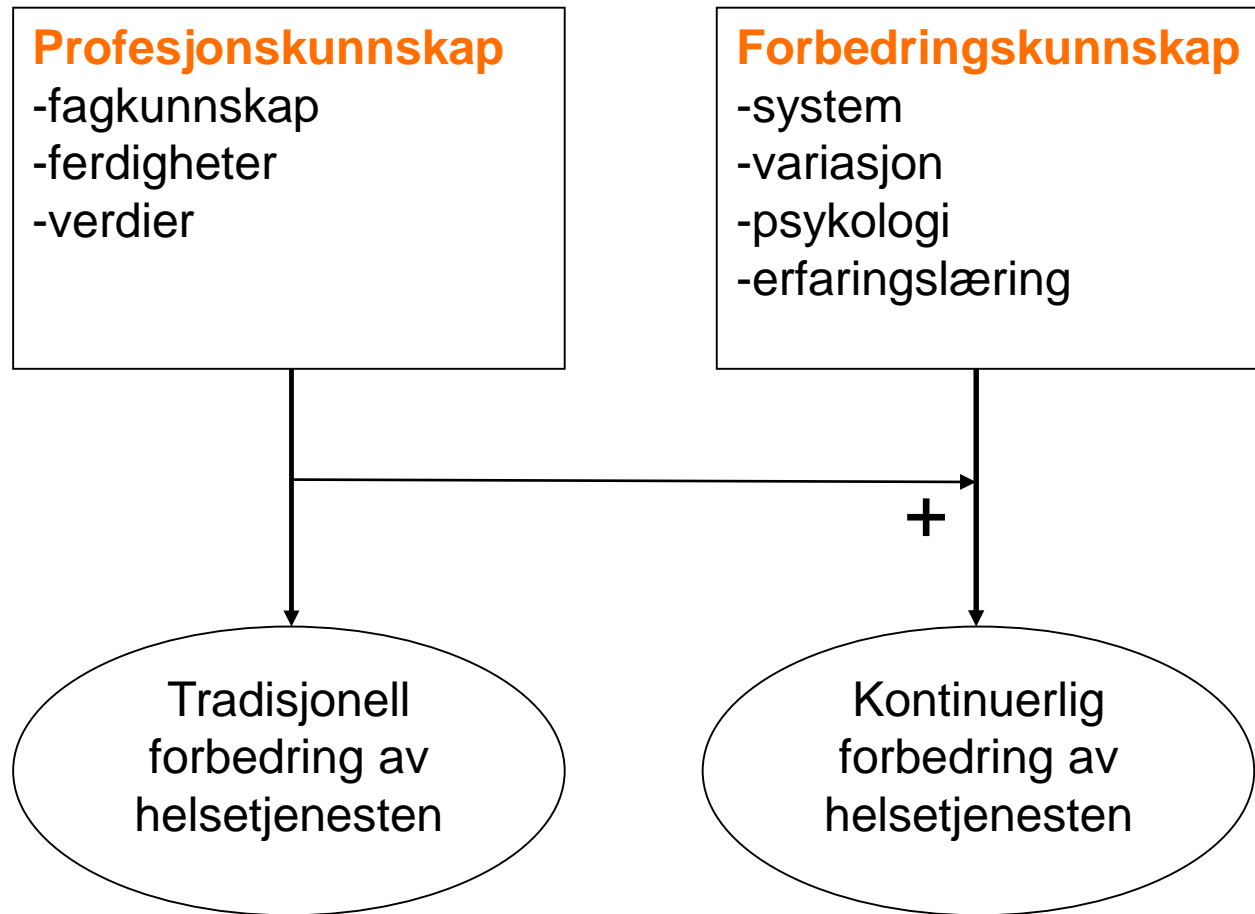 Profesjonskunnskap
-fagkunnskap
-ferdigheter
-verdier
Forbedringskunnskap
-system
-variasjon
-psykologi
-erfaringslæring
+
Tradisjonell
forbedring av
helsetjenesten
Kontinuerlig
forbedring av
helsetjenesten